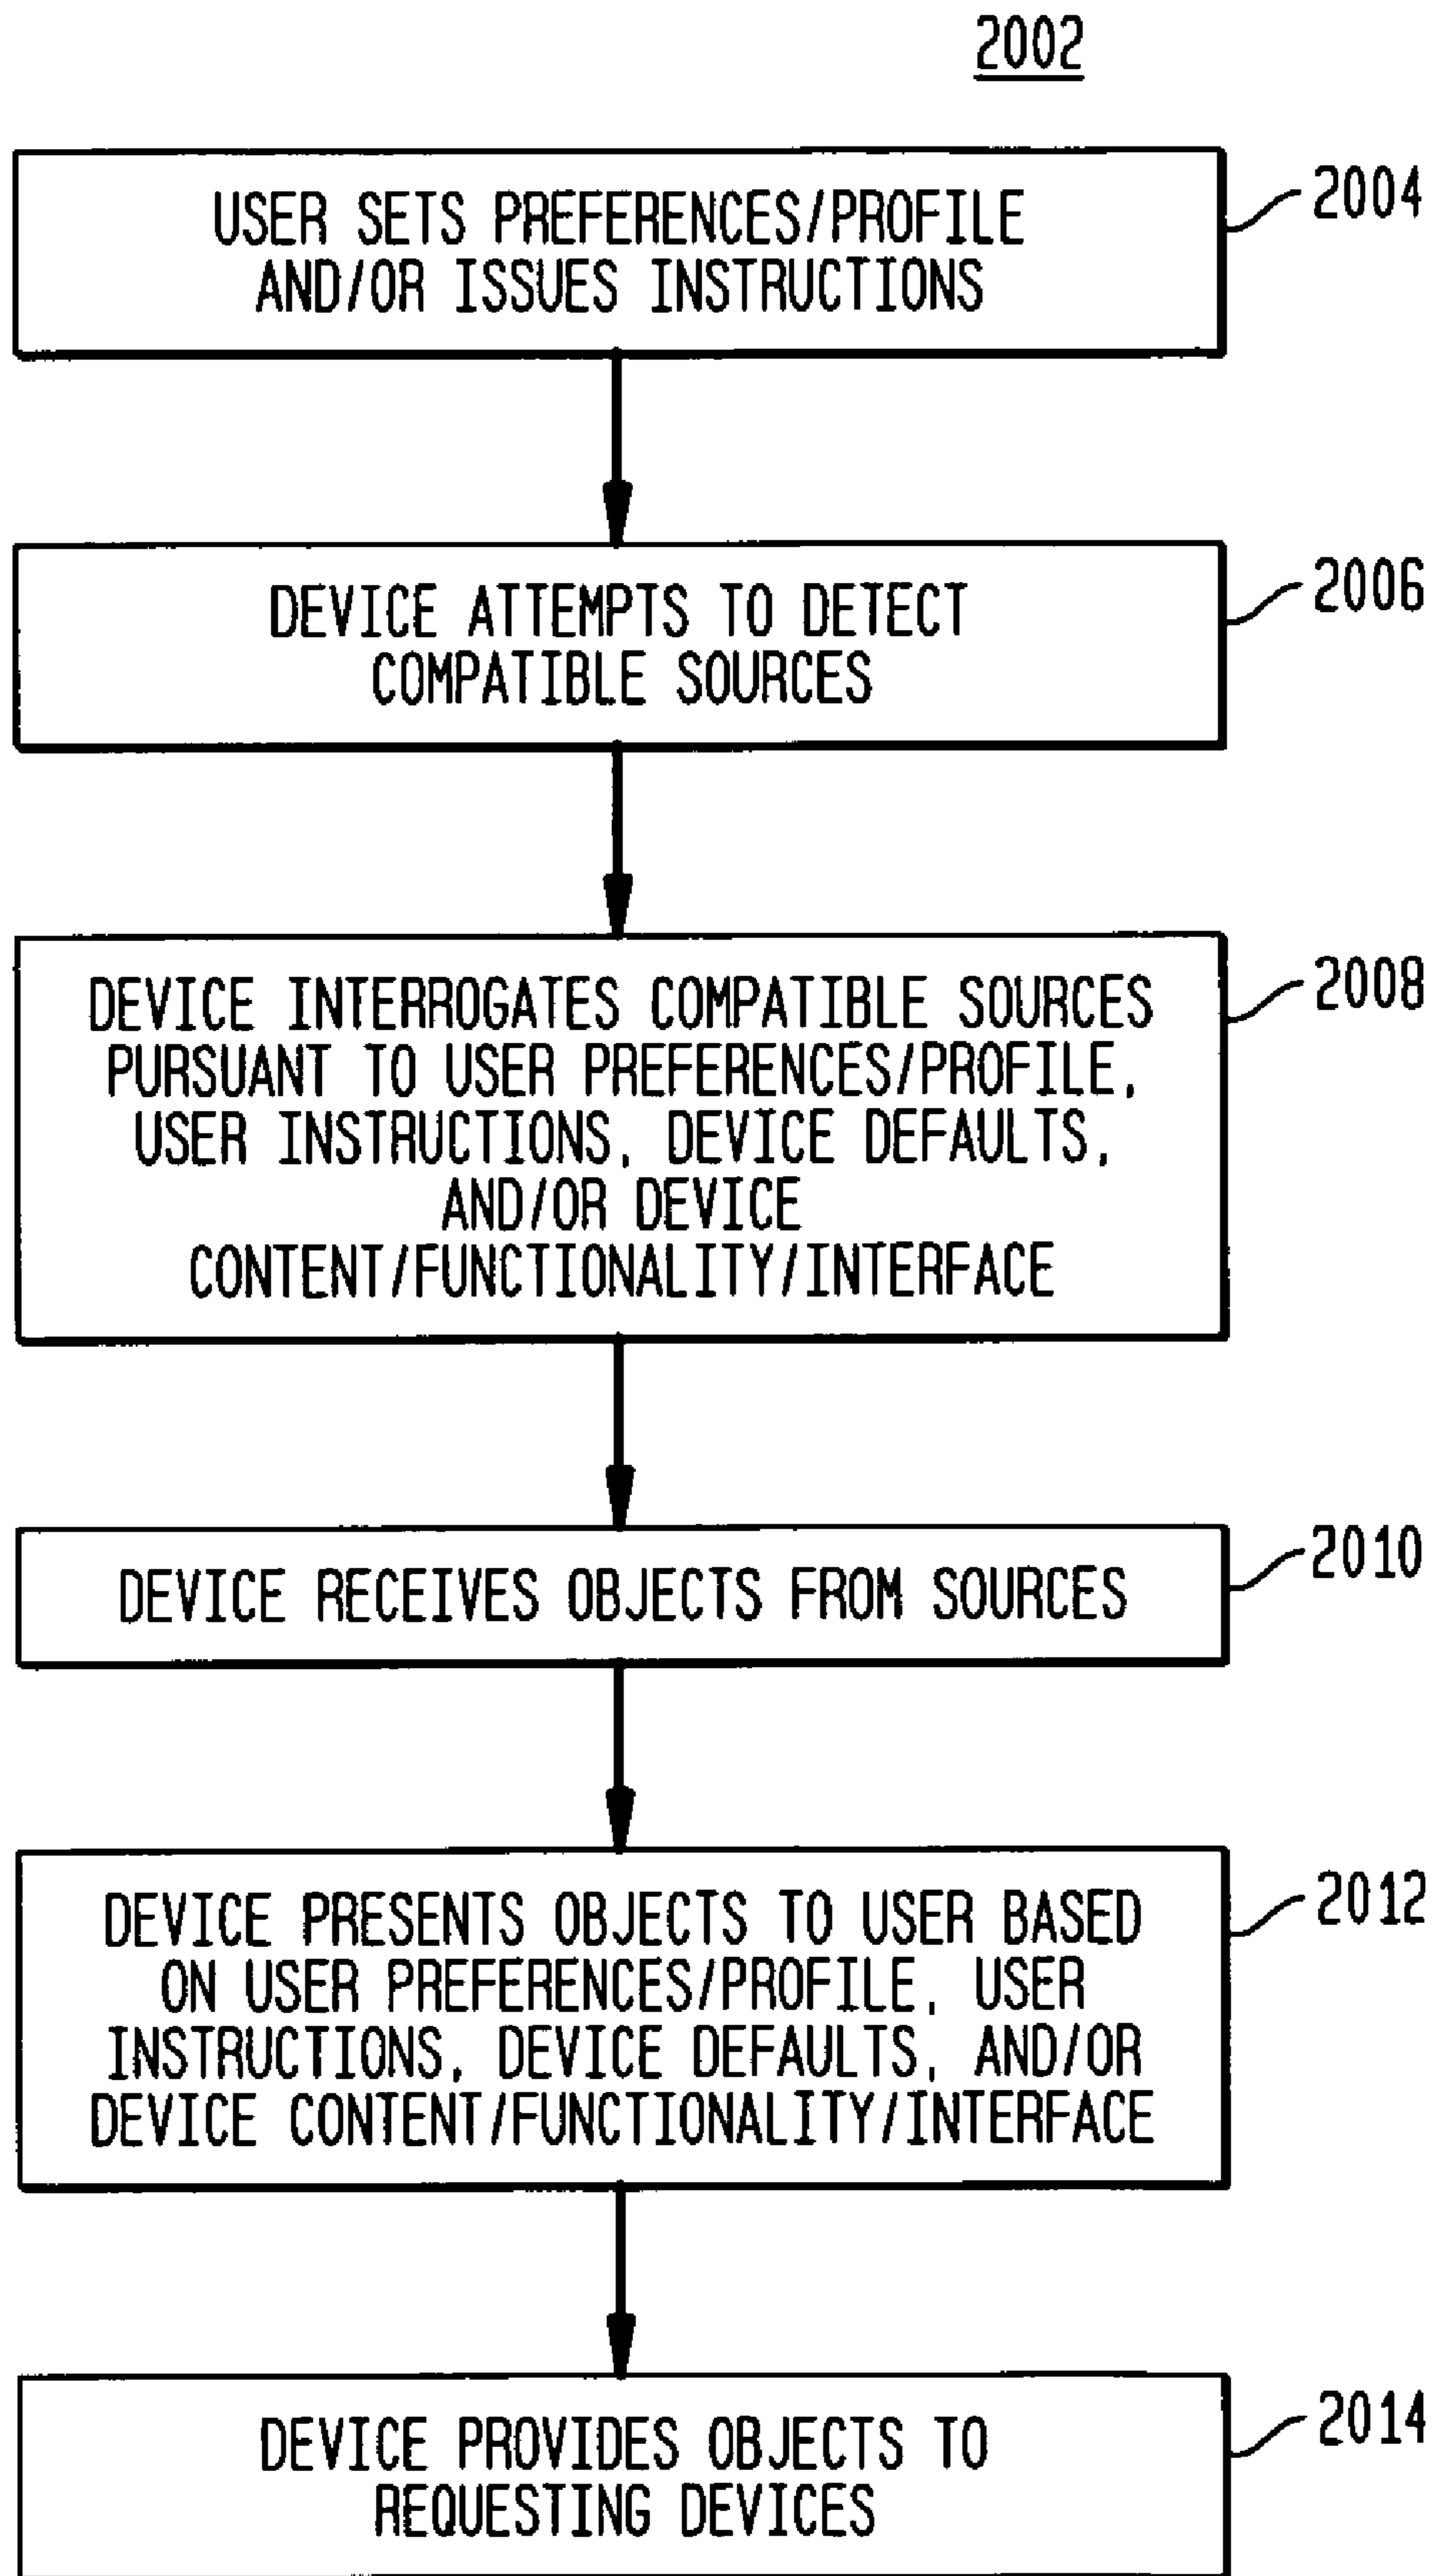 2002
USER SETS PREFERENCES/PROFILE
AND/OR ISSUES INSTRUCTIONS
2004
DEVICE ATTEMPTS TO DETECT
COMPATIBLE SOURCES
2006
DEVICE INTERROGATES COMPATIBLE SOURCES
PURSUANT TO USER PREFERENCES/PROFILE,
USER INSTRUCTIONS, DEVICE DEFAULTS,
AND/OR DEVICE
CONTENT/FUNCTIONALITY/INTERFACE
2008
DEVICE RECEIVES OBJECTS FROM SOURCES
2010
DEVICE PRESENTS OBJECTS TO USER BASED
ON USER PREFERENCES/PROFILE, USER
INSTRUCTIONS, DEVICE DEFAULTS, AND/OR
DEVICE CONTENT/FUNCTIONALITY/INTERFACE
2012
DEVICE PROVIDES OBJECTS TO
REQUESTING DEVICES
2014